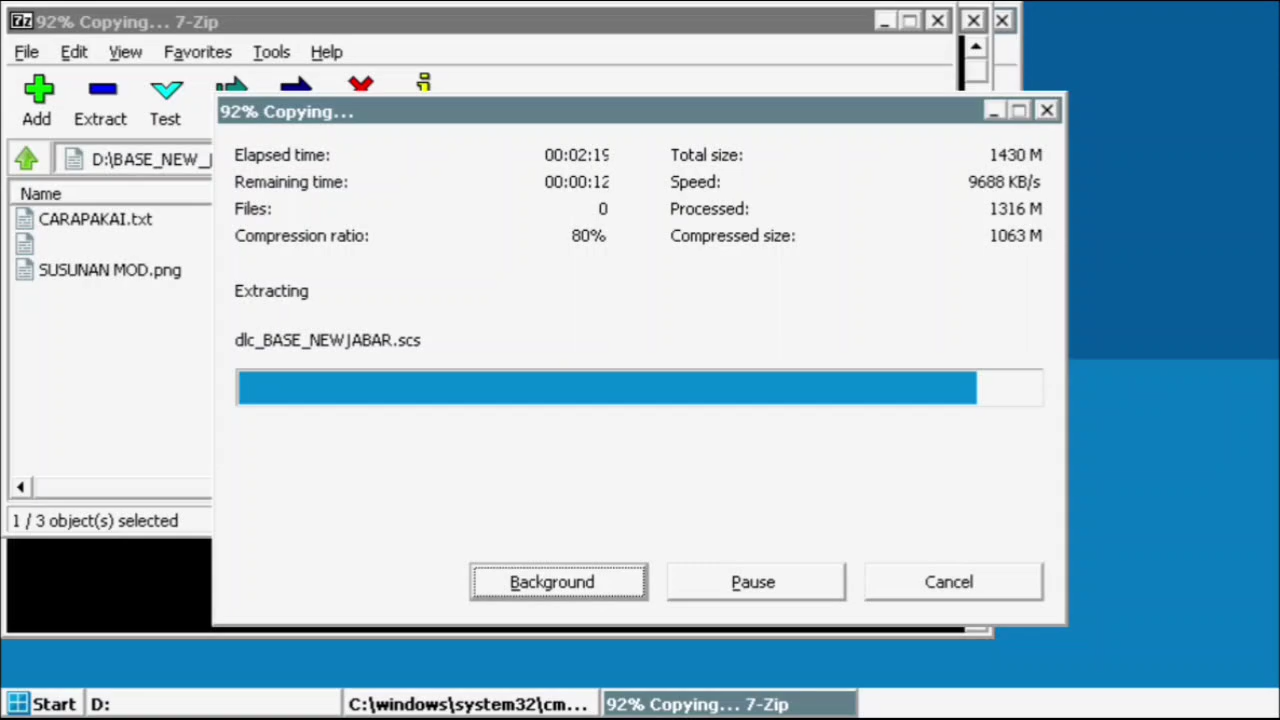 92% Copying... 7-Zip
File Edit View Favorites Tools Help
Add Extract Test
D:\BASE_NEW_J
Name
CARAPAKAI.txt
SUSUNAN MOD.png
1 / 3 object(s) selected
92% Copying...
Elapsed time: 00:02:19 Total size: 1430 M
Remaining time: 00:00:12 Speed: 9688 KB/s
Files: 0 Processed: 1316 M
Compression ratio: 80% Compressed size: 1063 M
Extracting
dlc_BASE_NEWJABAR.scs
Background Pause Cancel
Start D: C:\windows\system32\cm... 92% Copying... 7-Zip